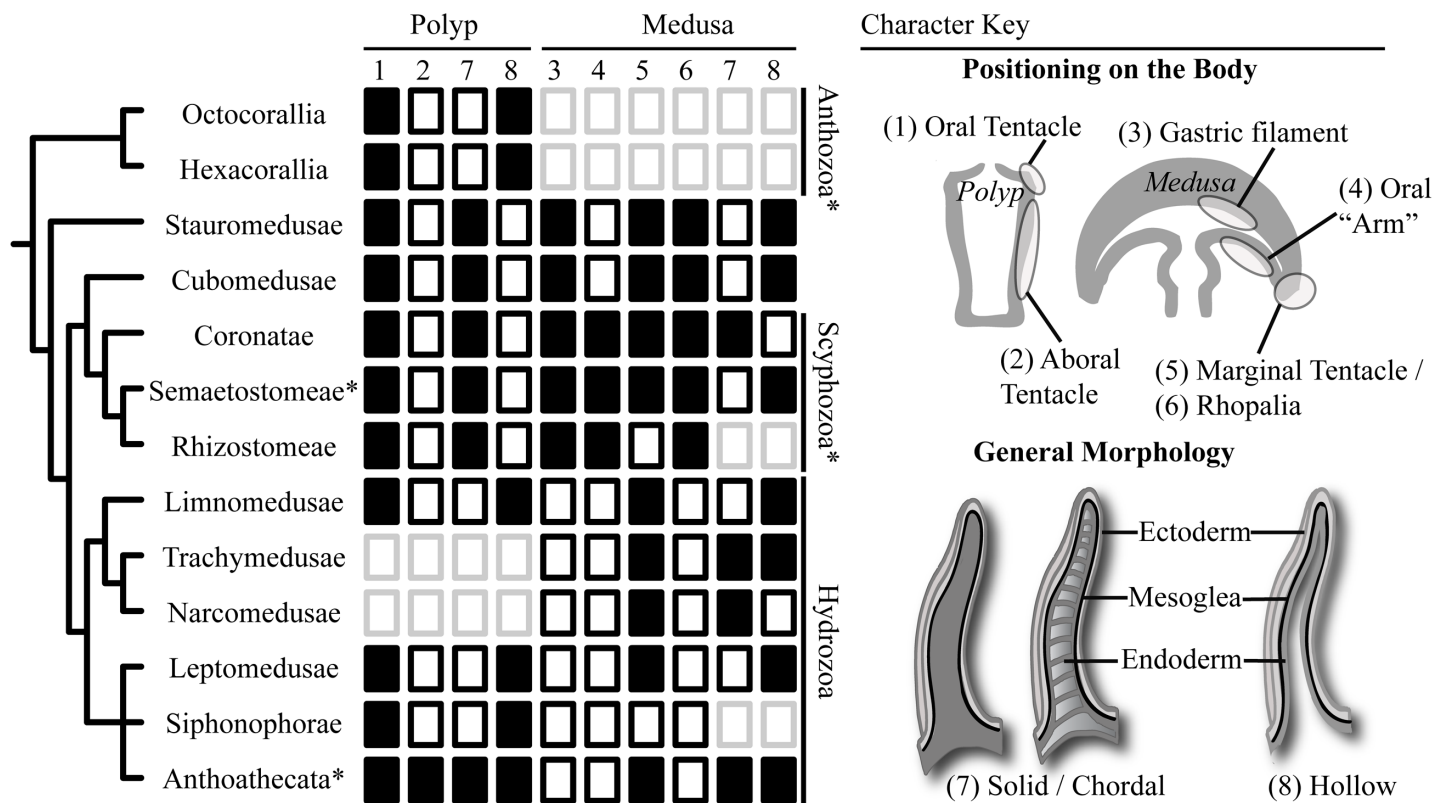 Polyp
Medusa
Character Key
1 2 7 8 3 4 5 6 7 8
Positioning on the Body
Octocorallia
Hexacorallia
Stauromedusae
Cubomedusae
Coronatae
Semaetostomeae*
Rhizostomeae
Limnomedusae
Trachymedusae
Narcomedusae
Leptomedusae
Siphonophorae
Anthoathecata*
Anthozoa*
Scyphozoa*
Hydrozoa
(1) Oral Tentacle
(3) Gastric filament
Polyp
Medusa
(4) Oral
“Arm”
(2) Aboral
Tentacle
(5) Marginal Tentacle /
(6) Rhopalia
General Morphology
Ectoderm
Mesoglea
Endoderm
(7) Solid / Chordal
(8) Hollow